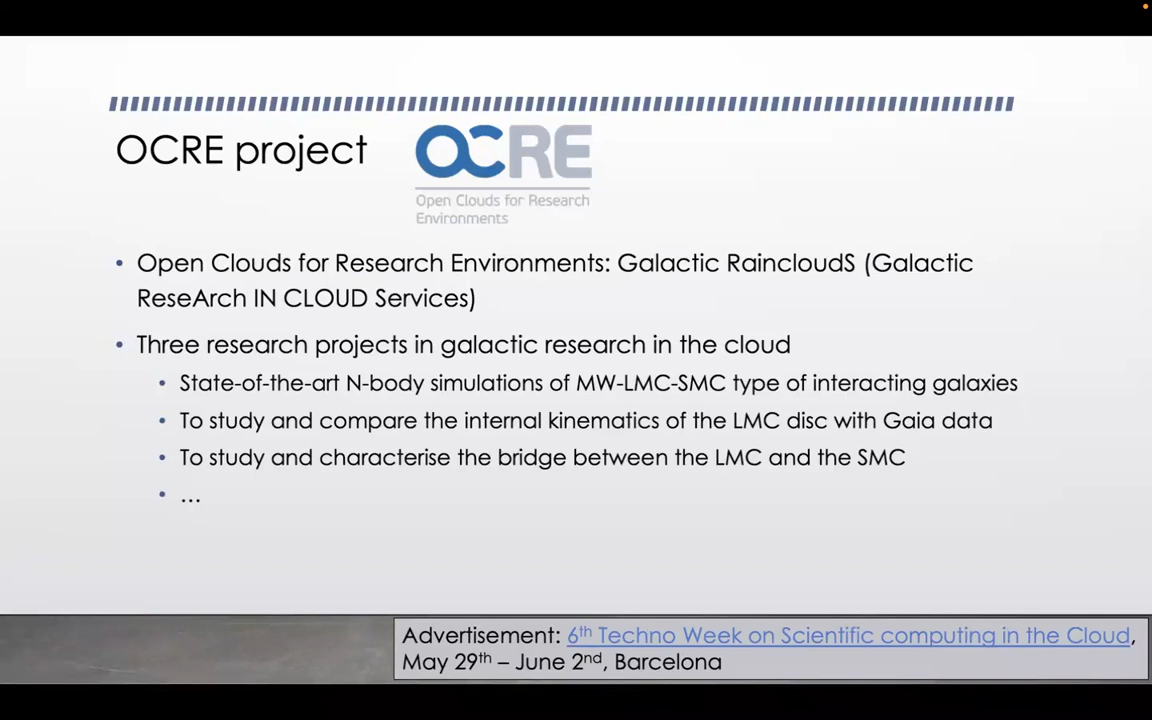 OCRE project
OCRE
Open Clouds for Research
Environments
• Open Clouds for Research Environments: Galactic RaincloudS (Galactic
ReseArch IN CLOUD Services)
• Three research projects in galactic research in the cloud
• State-of-the-art N-body simulations of MW-LMC-SMC type of interacting galaxies
• To study and compare the internal kinematics of the LMC disc with Gaia data
• To study and characterise the bridge between the LMC and the SMC
• …
Advertisement: 6th Techno Week on Scientific computing in the Cloud,
May 29th – June 2nd, Barcelona